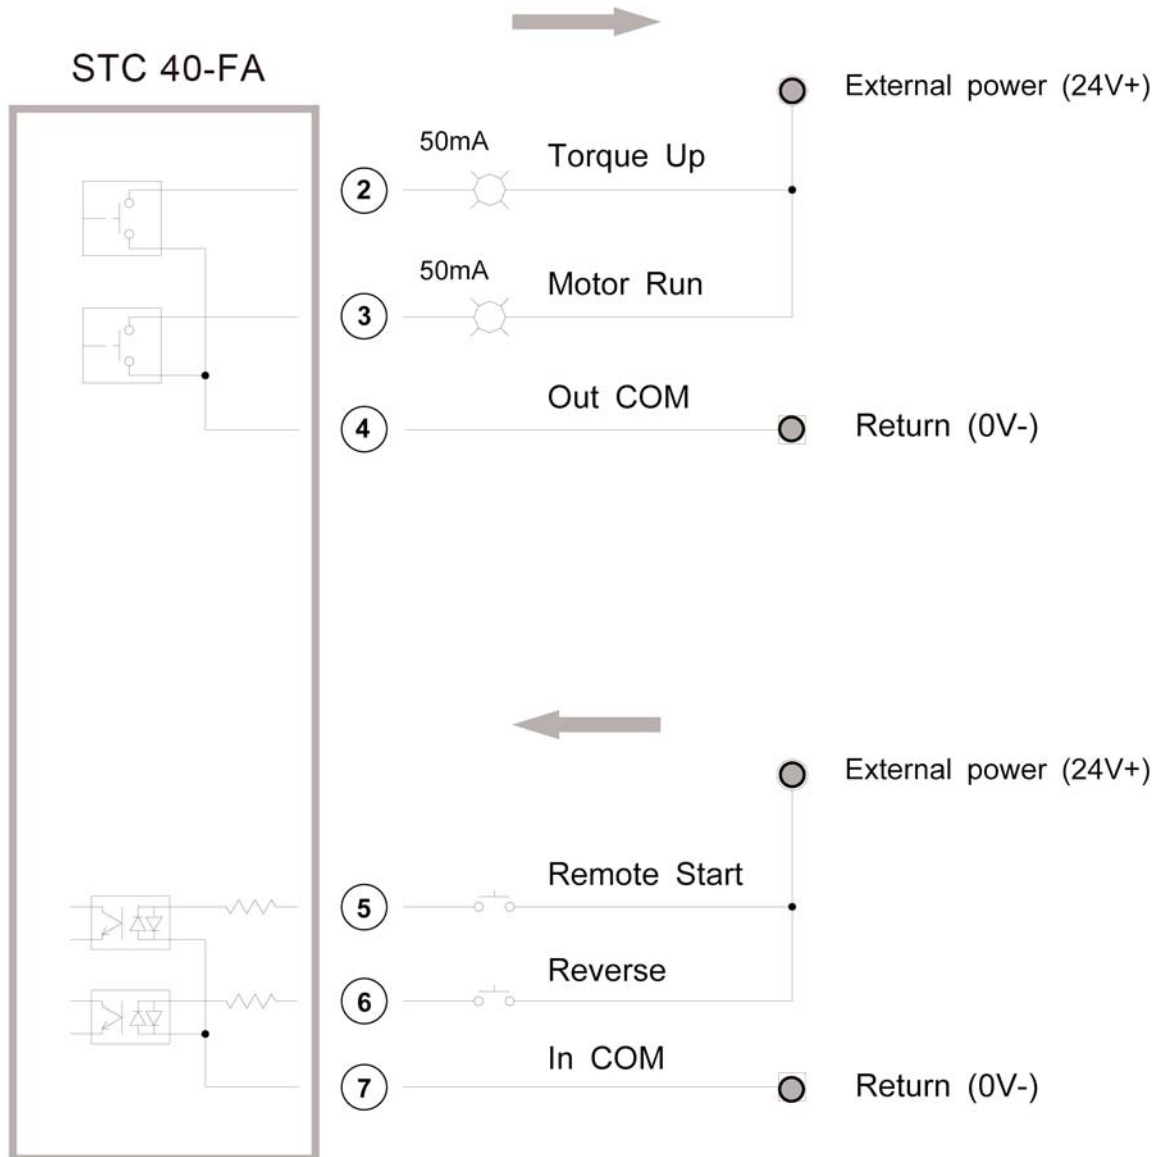 STC 40-FA
External power (24V+)
50mA
Torque Up
2
50mA
Motor Run
3
Out COM
4
Return (0V-)
External power (24V+)
Remote Start
5
Reverse
6
In COM
7
Return (0V-)